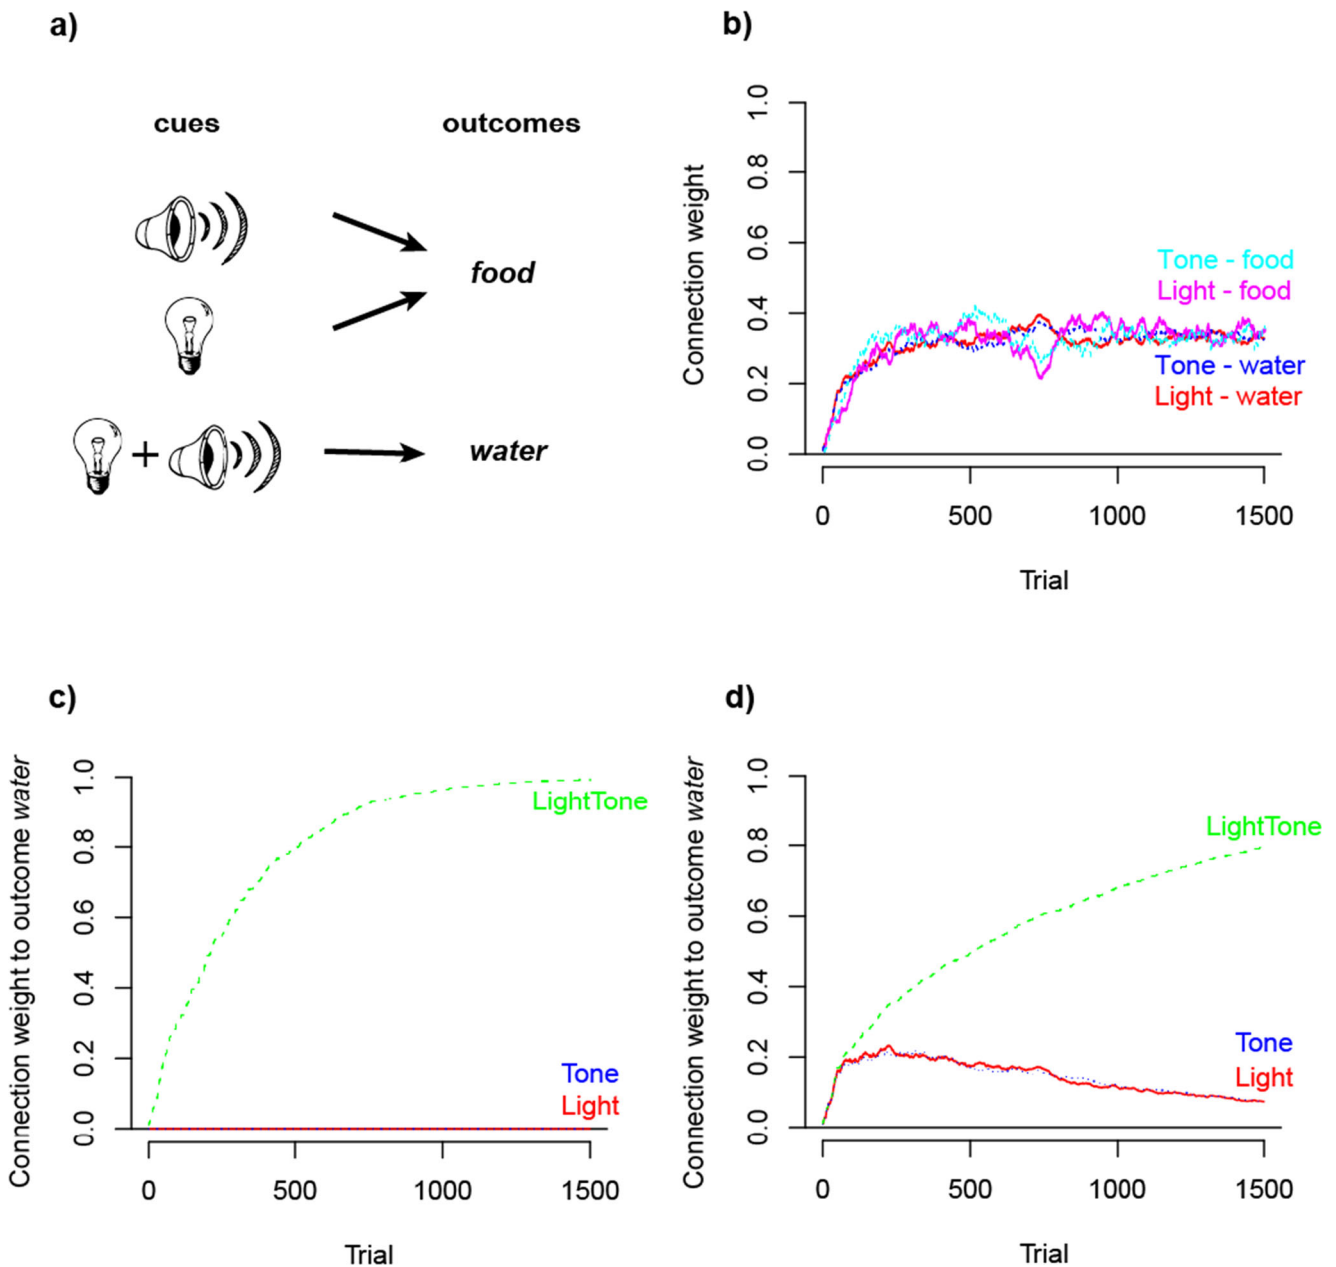 a)
cues outcomes
food
+
water
b)
Connection weight
1.0
0.8
0.6
0.4
0.2
0.0
Tone - food
Light - food
Tone - water
Light - water
0 500 1000 1500
Trial
c)
Connection weight to outcome water
1.0
0.8
0.6
0.4
0.2
0.0
LightTone
Tone
Light
0 500 1000 1500
Trial
d)
Connection weight to outcome water
1.0
0.8
0.6
0.4
0.2
0.0
LightTone
Tone
Light
0 500 1000 1500
Trial